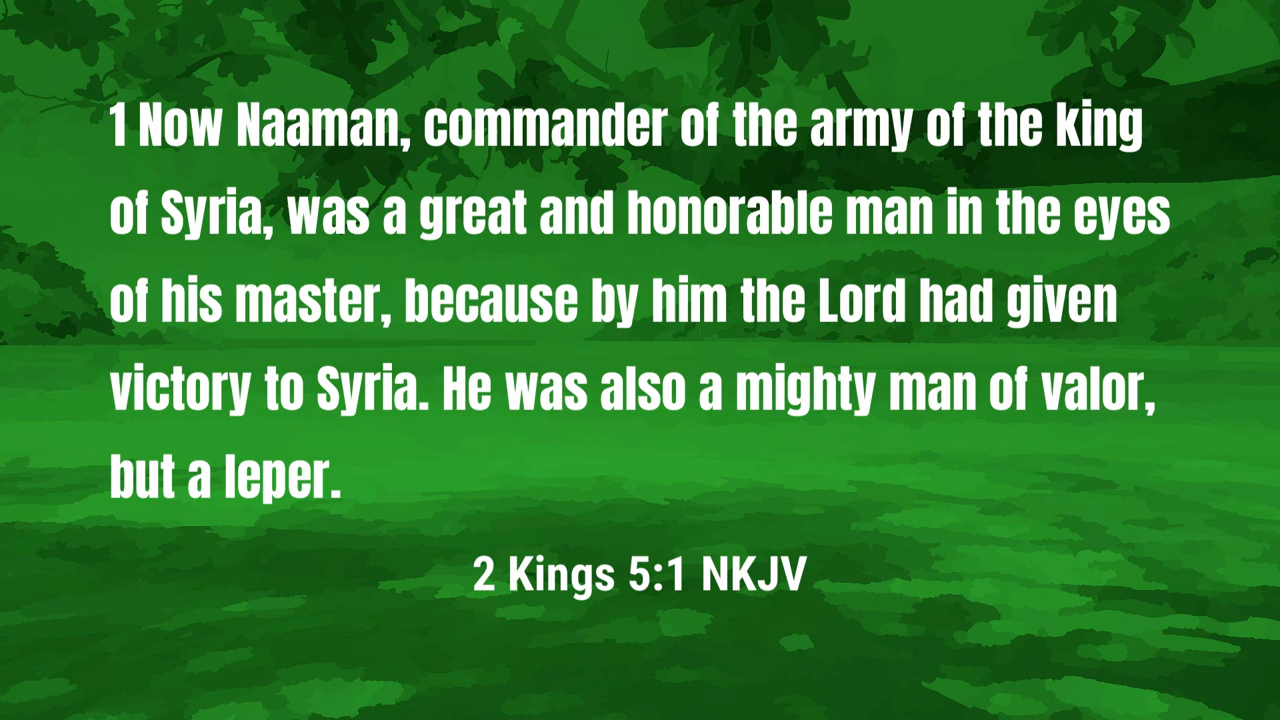 1 Now Naaman, commander of the army of the king
of Syria, was a great and honorable man in the eyes
of his master, because by him the Lord had given
victory to Syria. He was also a mighty man of valor,
but a leper.
2 Kings 5:1 NKJV